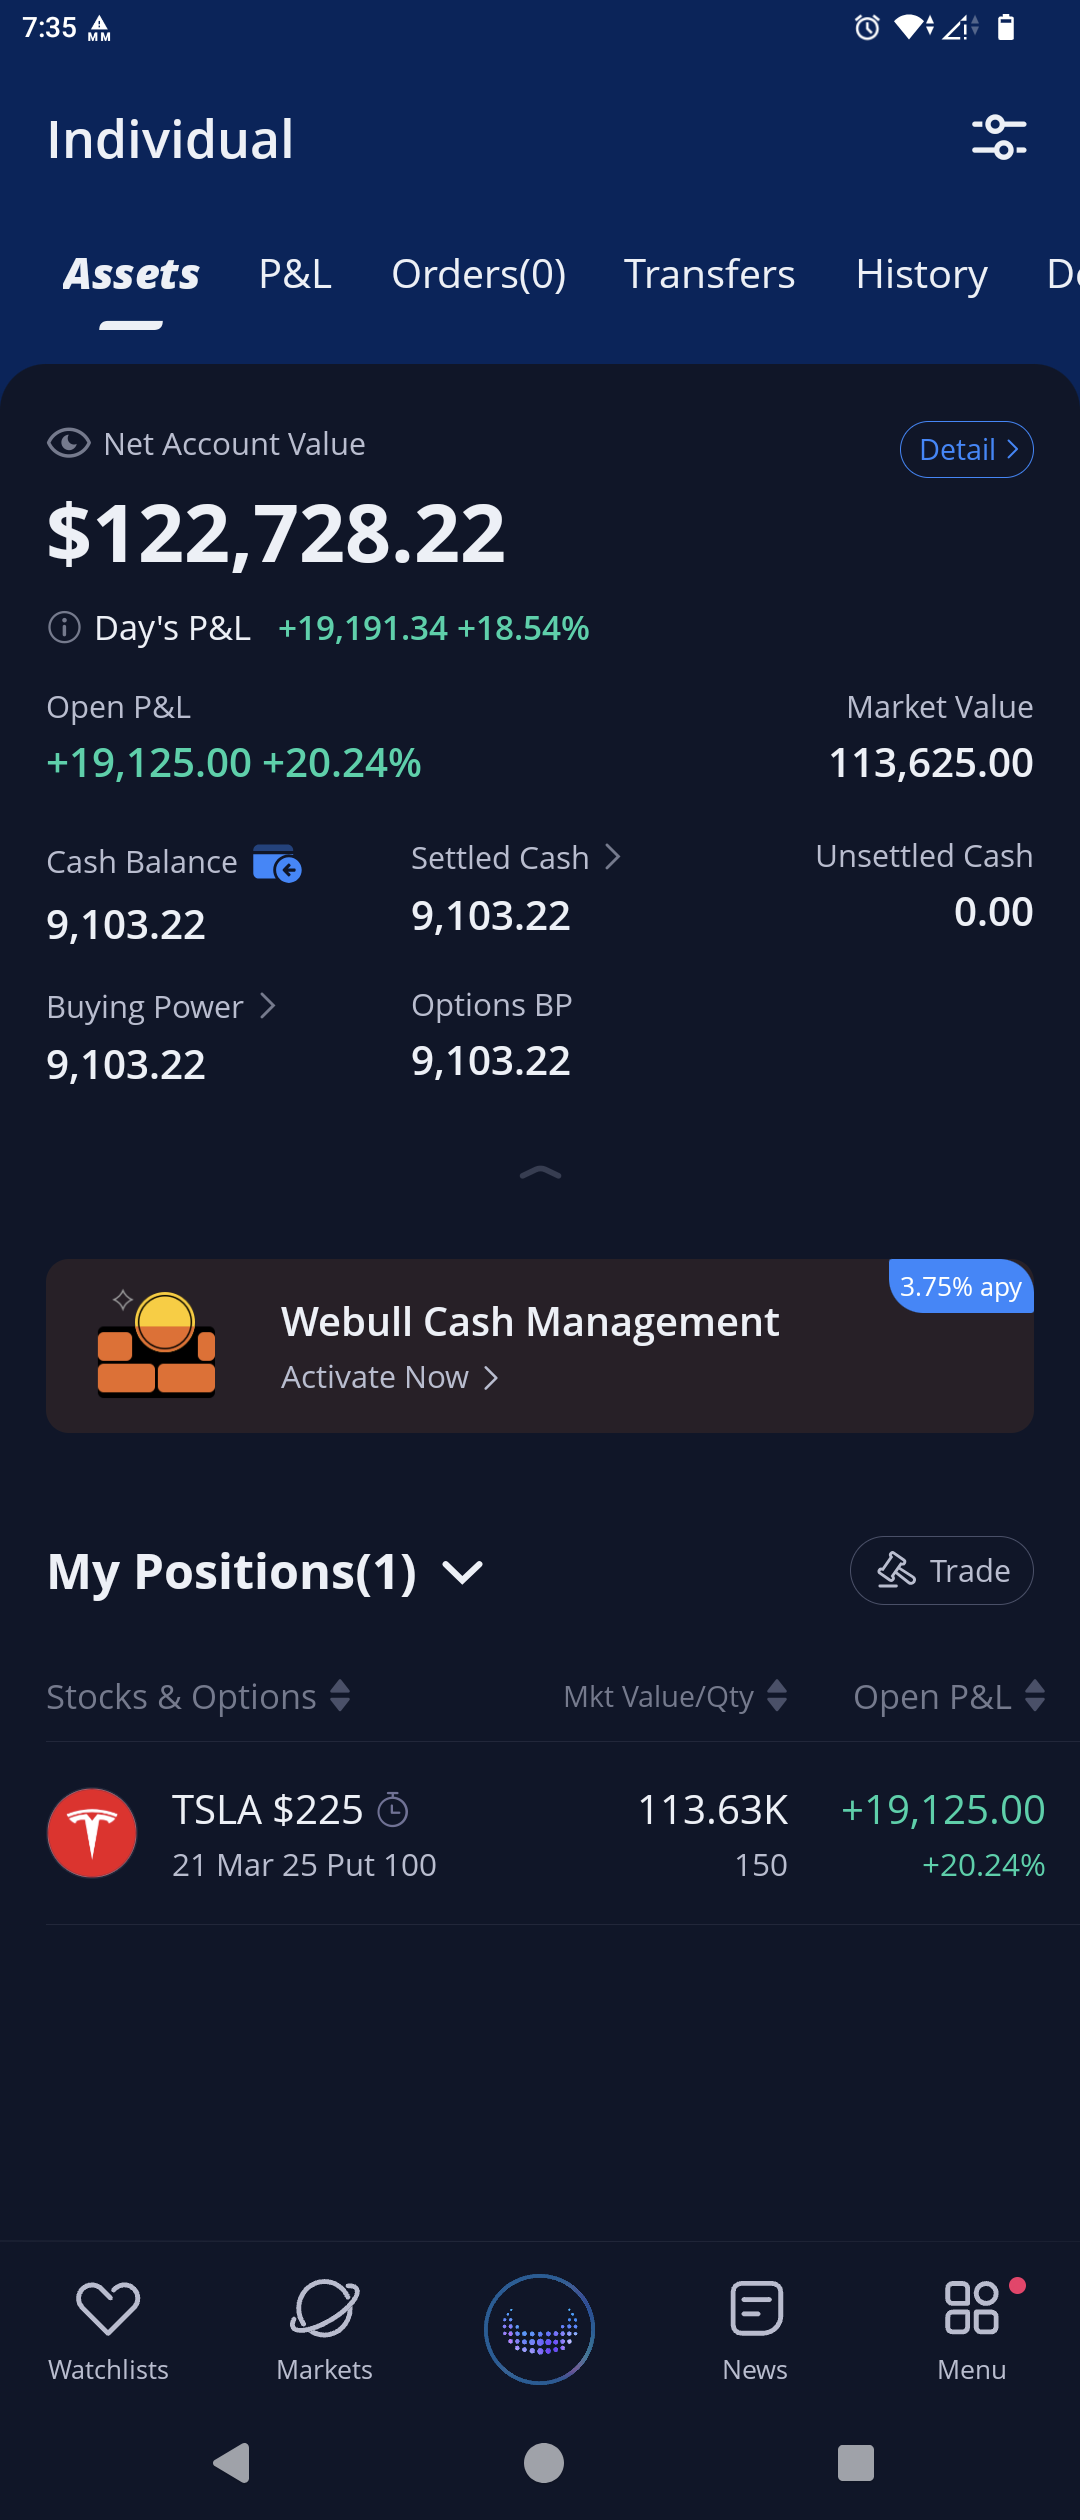 7:35
M M
Individual
Assets P&L Orders(0) Transfers History
Net Account Value Detail
$122,728.22
Day's P&L +19,191.34 +18.54%
Open P&L Market Value
+19,125.00 +20.24% 113,625.00
Cash Balance Settled Cash Unsettled Cash
9,103.22 9,103.22 0.00
Buying Power Options BP
9,103.22 9,103.22
3.75% apy
Webull Cash Management
Activate Now
My Positions(1) Trade
Stocks & Options Mkt Value/Qty Open P&L
TSLA $225 113.63K +19,125.00
21 Mar 25 Put 100 150 +20.24%
Watchlists Markets News Menu